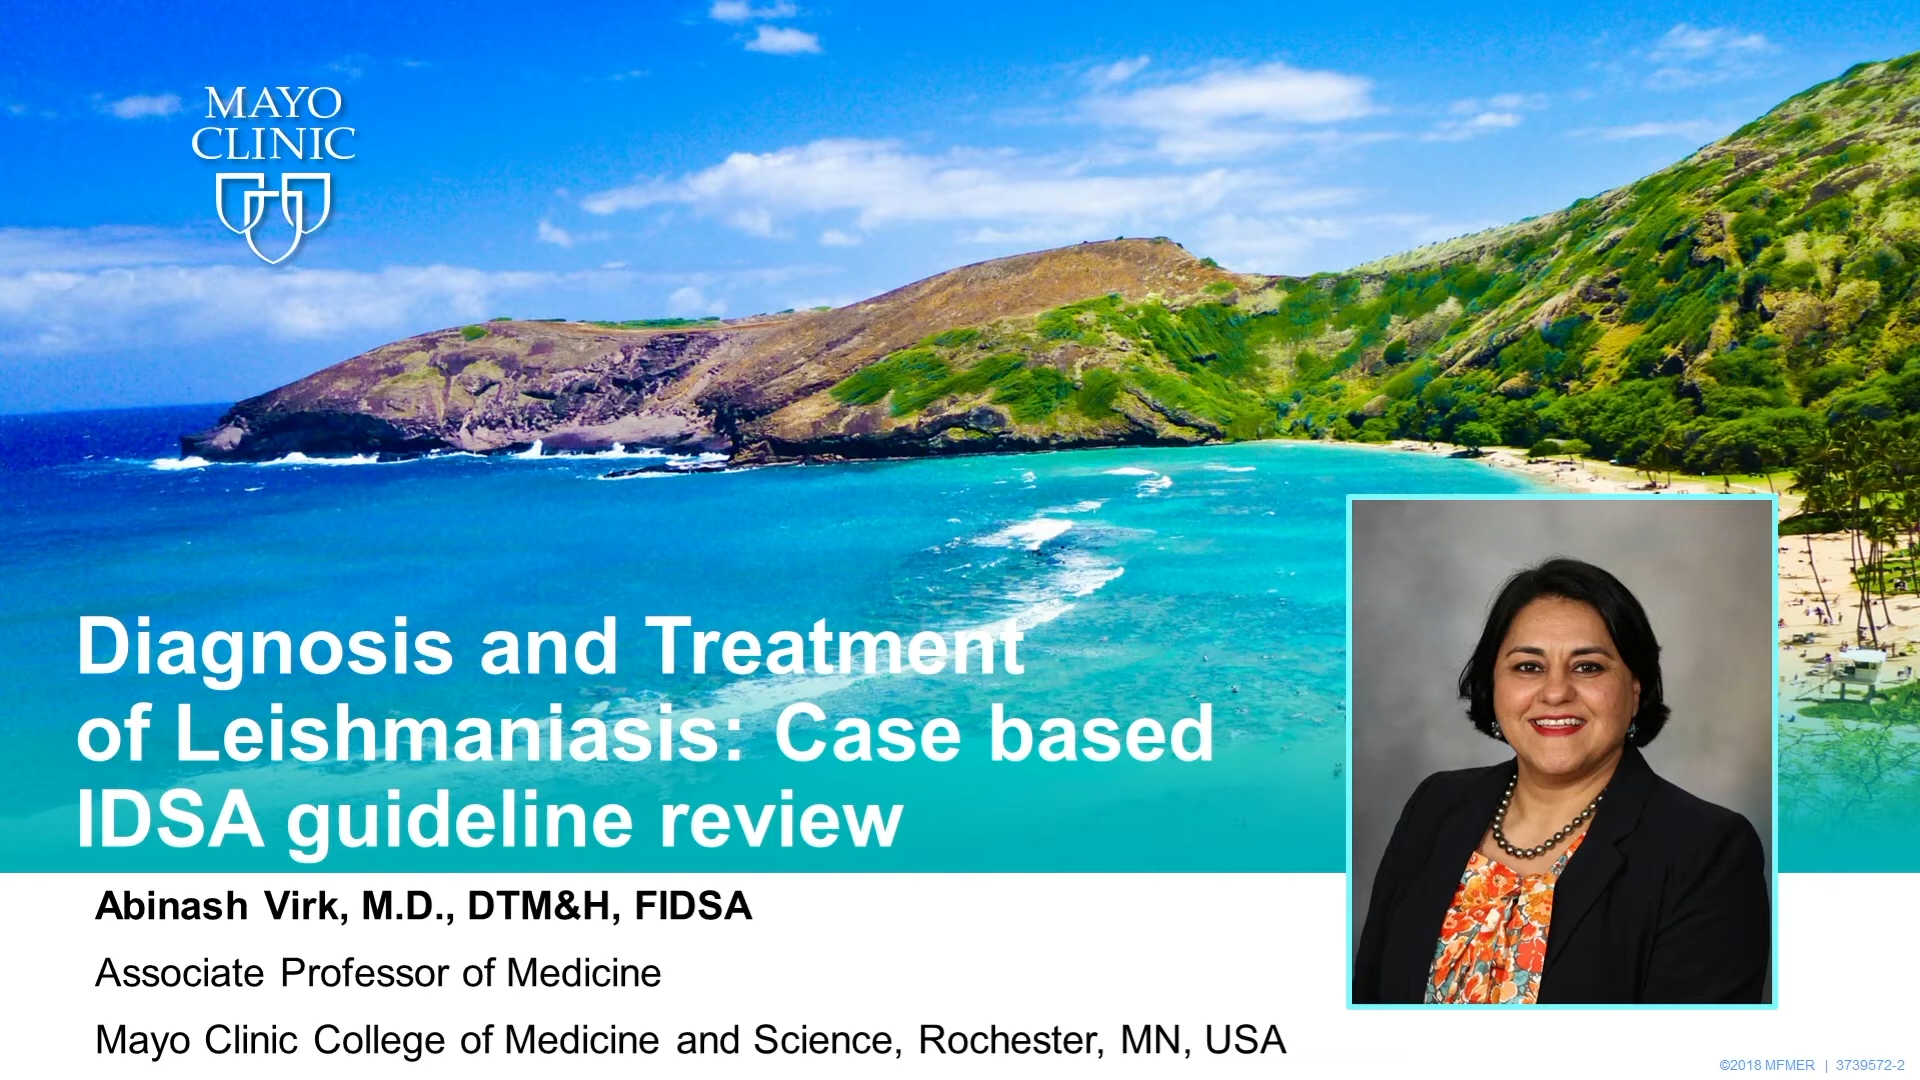 MAYO
CLINIC
Diagnosis and Treatment
of Leishmaniasis: Case based
IDSA guideline review
Abinash Virk, M.D., DTM&H, FIDSA
Associate Professor of Medicine
Mayo Clinic College of Medicine and Science, Rochester, MN, USA
©2018 MFMER | 3739572-2